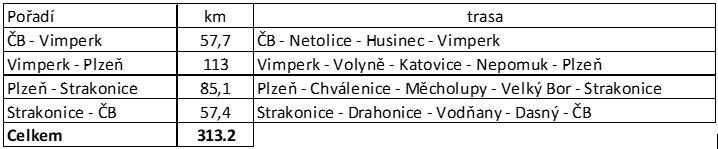 Pořadí km trasa
ČB - Vimperk 57,7 ČB - Netolice - Husinec - Vimperk
Vimperk - Plzeň 113 Vimperk - Volyně - Katovice - Nepomuk - Plzeň
Plzeň - Strakonice 85,1 Plzeň - Chválenice - Měcholupy - Velký Bor - Strakonice
Strakonice - ČB 57,4 Strakonice - Drahonice - Vodňany - Dasný - ČB
Celkem 313.2